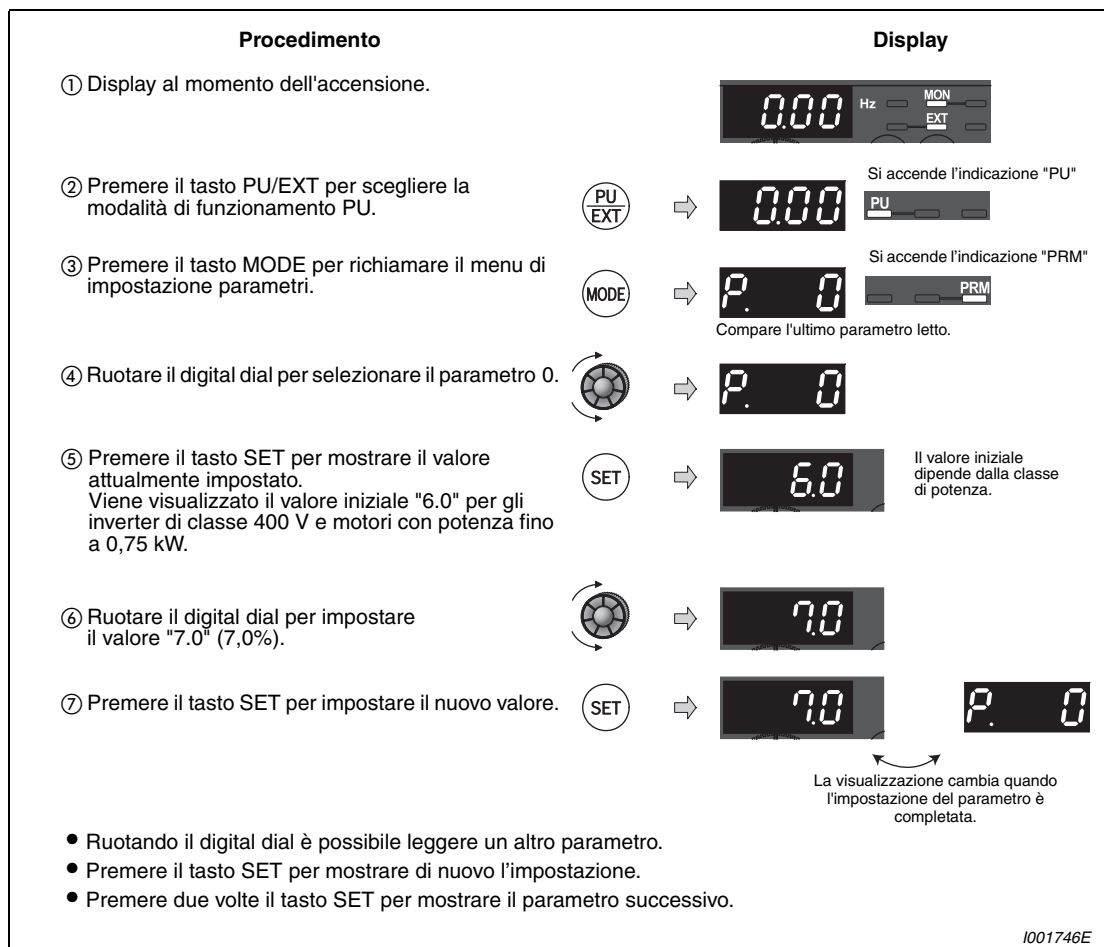 Procedimento
Display
① Display al momento dell'accensione.
0.00 Hz MON
EXT
② Premere il tasto PU/EXT per scegliere la
modalità di funzionamento PU.
PU
EXT
0.00
Si accende l'indicazione "PU"
PU
③ Premere il tasto MODE per richiamare il menu di
impostazione parametri.
MODE
P. 0
Si accende l'indicazione "PRM"
PRM
Compare l'ultimo parametro letto.
④ Ruotare il digital dial per selezionare il parametro 0.
P. 0
⑤ Premere il tasto SET per mostrare il valore
attualmente impostato.
Viene visualizzato il valore iniziale "6.0" per gli
inverter di classe 400 V e motori con potenza fino
a 0,75 kW.
SET
6.0
Il valore iniziale
dipende dalla classe
di potenza.
⑥ Ruotare il digital dial per impostare
il valore "7.0" (7,0%).
7.0
⑦ Premere il tasto SET per impostare il nuovo valore.
SET
7.0
P. 0
La visualizzazione cambia quando
l'impostazione del parametro è
completata.
● Ruotando il digital dial è possibile leggere un altro parametro.
● Premere il tasto SET per mostrare di nuovo l'impostazione.
● Premere due volte il tasto SET per mostrare il parametro successivo.
I001746E